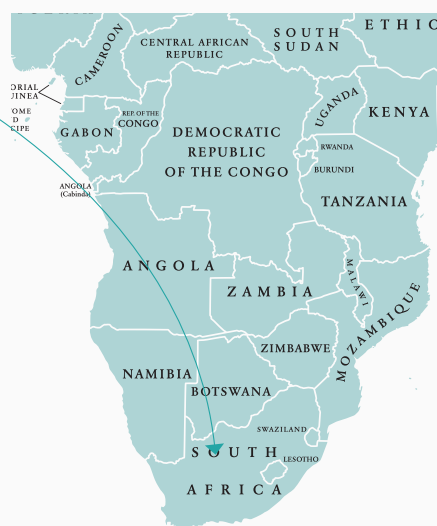 ETHIC
SOUTH
SUDAN
CENTRAL AFRICAN
REPUBLIC
CAMEROON
ORIAL
UINEA
OME
D
CIPE
GABON
REP. OF THE
CONGO
UGANDA
KENYA
DEMOCRATIC
REPUBLIC
OF THE CONGO
RWANDA
BURUNDI
ANGOLA
(Cabinda)
TANZANIA
ANGOLA
ZAMBIA
MALAWI
MOZAMBIQUE
ZIMBABWE
NAMIBIA
BOTSWANA
SWAZILAND
SOUTH
LESOTHO
AFRICA